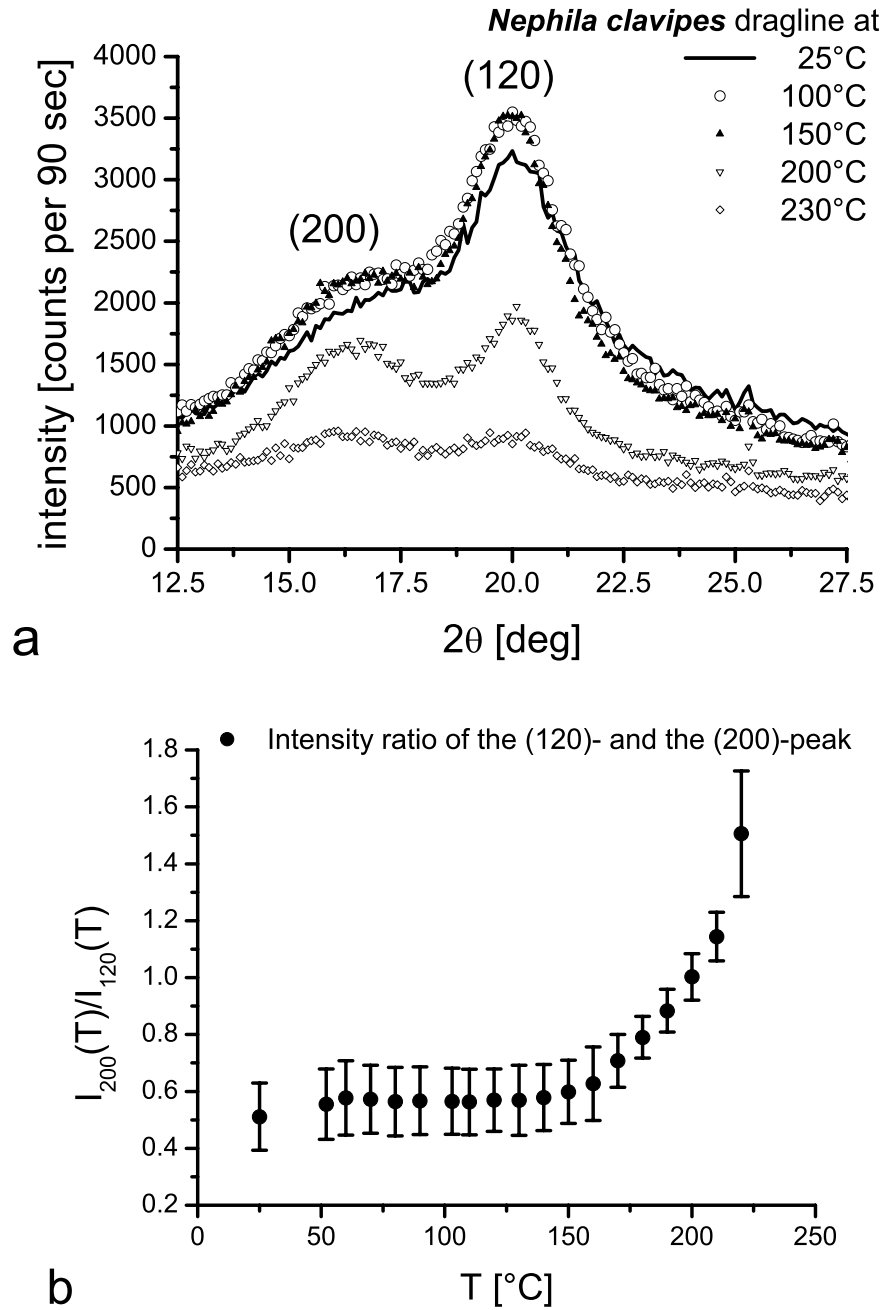 Nephila clavipes dragline at
25°C
100°C
150°C
200°C
230°C
(120)
(200)
4000
3500
3000
2500
2000
1500
1000
500
0
intensity [counts per 90 sec]
12.5 15.0 17.5 20.0 22.5 25.0 27.5
2θ [deg]
a
Intensity ratio of the (120)- and the (200)-peak
1.8
1.6
1.4
1.2
1.0
0.8
0.6
0.4
0.2
I200(T)/I120(T)
0 50 100 150 200 250
T [°C]
b